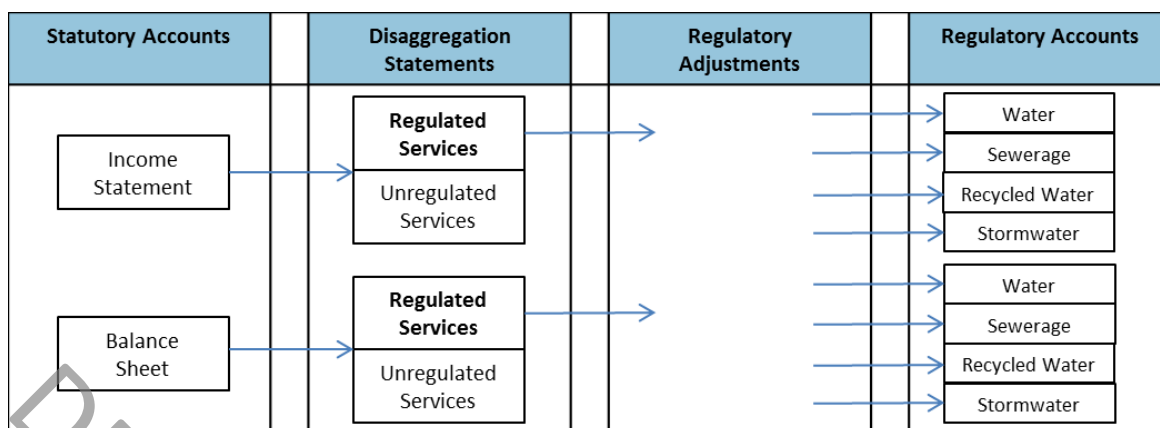 Statutory Accounts
Disaggregation
Statements
Regulatory
Adjustments
Regulatory Accounts
Income
Statement
Regulated
Services
Unregulated
Services
Water
Sewerage
Recycled Water
Stormwater
Balance
Sheet
Regulated
Services
Unregulated
Services
Water
Sewerage
Recycled Water
Stormwater